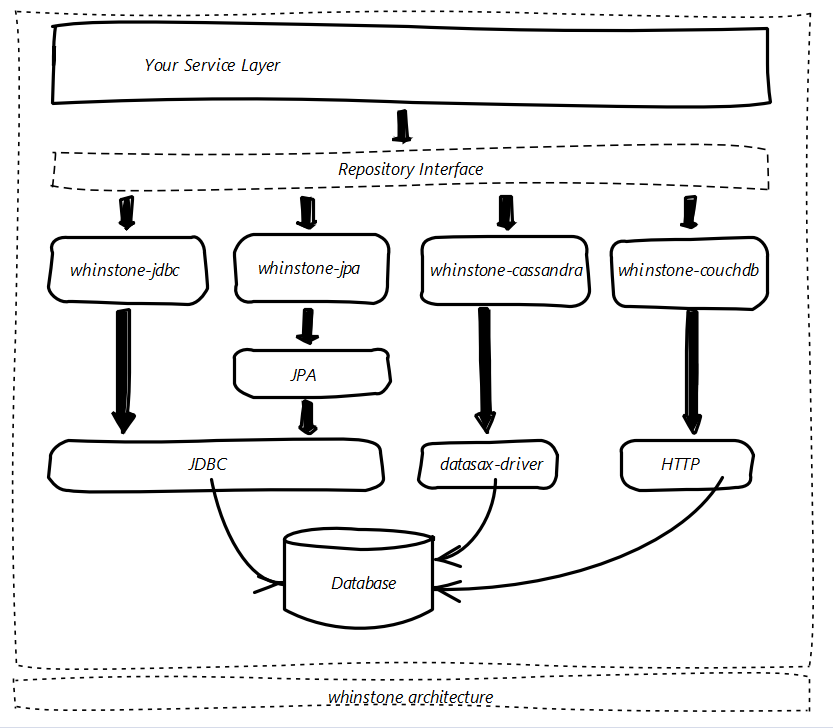 Your Service Layer
Repository Interface
whinstone-jdbc
whinstone-jpa
whinstone-cassandra
whinstone-couchdb
JPA
JDBC
datasax-driver
HTTP
Database
whinstone architecture